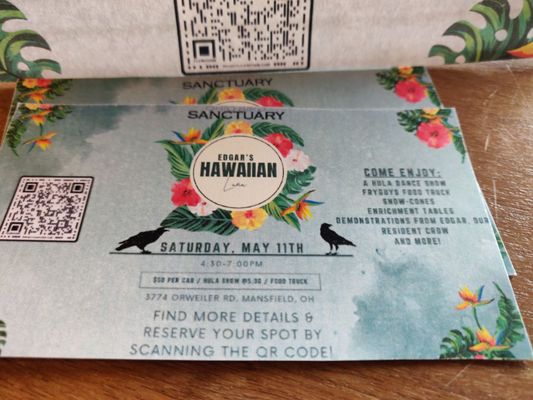 SANCTUARY
SANCTUARY
EDGAR'S
HAWAIIAN
Luau
SATURDAY, MAY 11TH
4:30-7:00PM
$50 PER CAR / HULA SHOW @5:30 / FOOD TRUCK
3774 ORWEILER RD. MANSFIELD, OH
FIND MORE DETAILS &
RESERVE YOUR SPOT BY
SCANNING THE QR CODE!
COME ENJOY:
A HULA DANCE SHOW
FRYGUYS FOOD TRUCK
SNOW-CONES
ENRICHMENT TABLES
DEMONSTRATIONS FROM EDGAR, OUR
RESIDENT CROW
AND MORE!